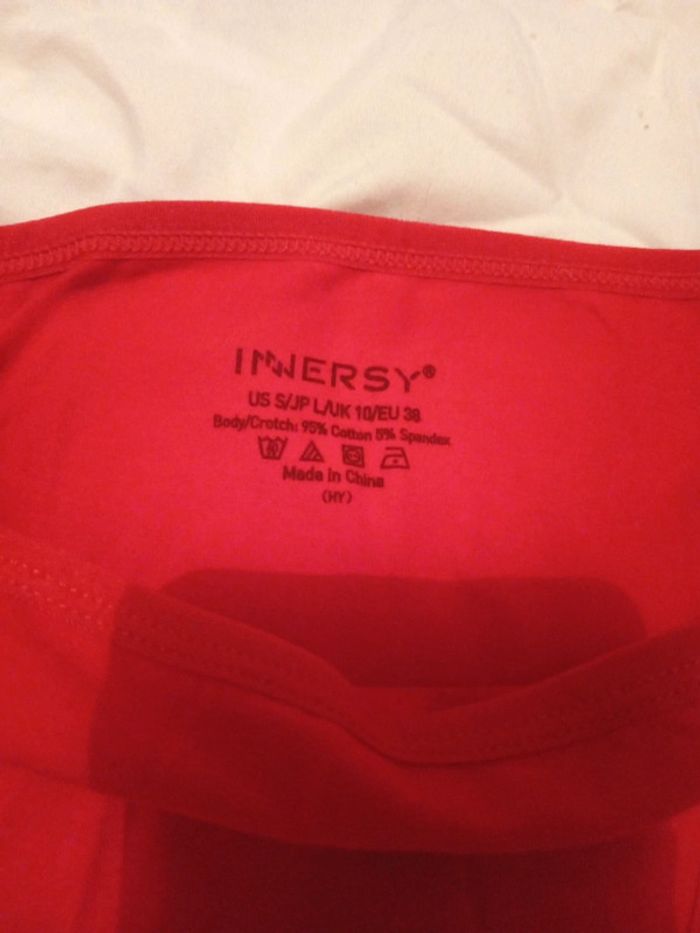 INNERSY®
US S/JP L/UK 10/EU 38
Body/Crotch: 95% Cotton 5% Spandex
Made in China
(HY)